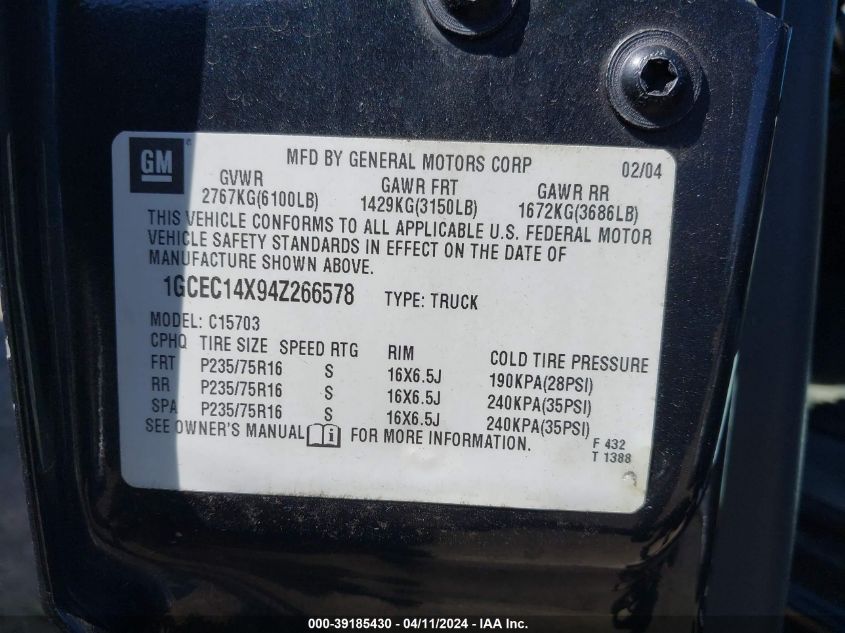 GM
MFD BY GENERAL MOTORS CORP 02/04
GVWR GAWR FRT GAWR RR
2767KG(6100LB) 1429KG(3150LB) 1672KG(3686LB)
THIS VEHICLE CONFORMS TO ALL APPLICABLE U.S. FEDERAL MOTOR
VEHICLE SAFETY STANDARDS IN EFFECT ON THE DATE OF
MANUFACTURE SHOWN ABOVE.
1GCEC14X94Z266578 TYPE: TRUCK
MODEL: C15703
CPHQ TIRE SIZE SPEED RTG RIM COLD TIRE PRESSURE
FRT P235/75R16 S 16X6.5J 190KPA(28PSI)
RR P235/75R16 S 16X6.5J 240KPA(35PSI)
SPA P235/75R16 S 16X6.5J 240KPA(35PSI)
SEE OWNER'S MANUAL i FOR MORE INFORMATION.
F 432
T 1388
000-39185430 - 04/11/2024 - IAA Inc.